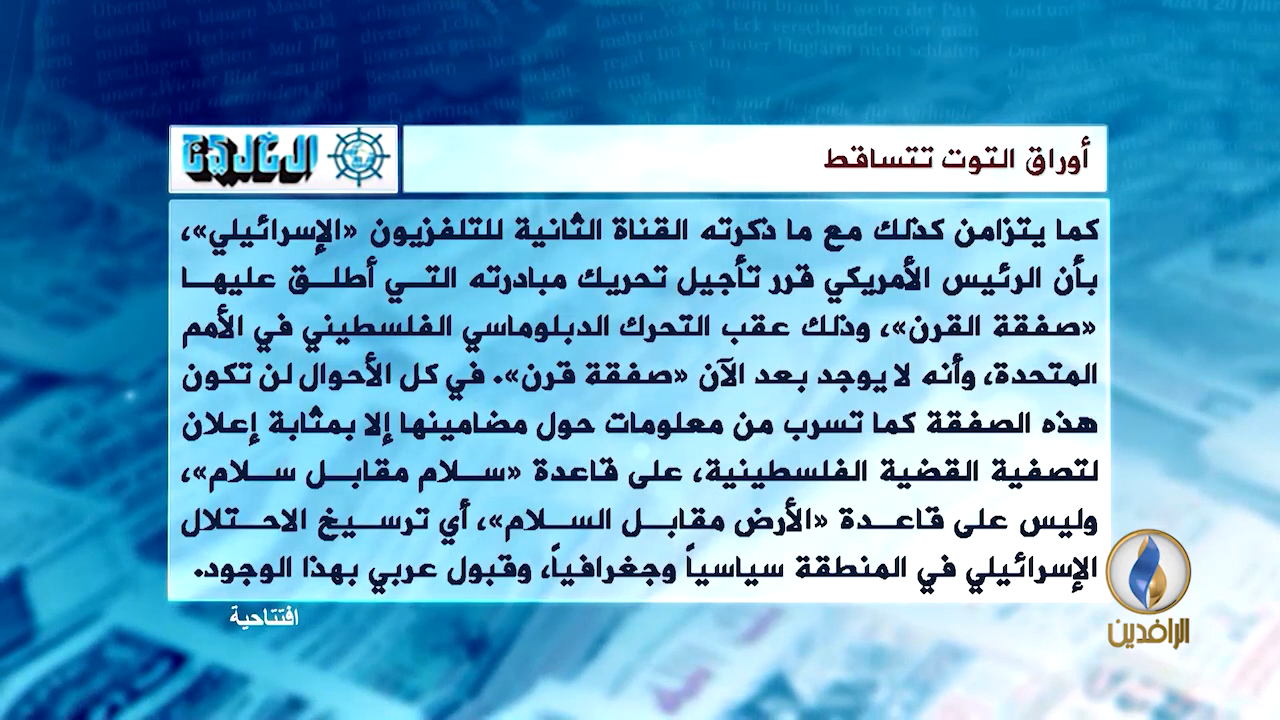 الخليج
أوراق التوت تتساقط
كما يتزامن كذلك مع ما ذكرته القناة الثانية للتلفزيون «الإسرائيلي»،
بأن الرئيس الأمريكي قرر تأجيل تحريك مبادرته التي أطلق عليها
«صفقة القرن»، وذلك عقب التحرك الدبلوماسي الفلسطيني في الأمم
المتحدة، وأنه لا يوجد بعد الآن «صفقة قرن». في كل الأحوال لن تكون
هذه الصفقة كما تسرب من معلومات حول مضامينها إلا بمثابة إعلان
لتصفية القضية الفلسطينية، على قاعدة «سلام مقابل سلام»،
وليس على قاعدة «الأرض مقابل السلام»، أي ترسيخ الاحتلال
الإسرائيلي في المنطقة سياسياً وجغرافياً، وقبول عربي بهذا الوجود.
افتتاحية
الرافدين